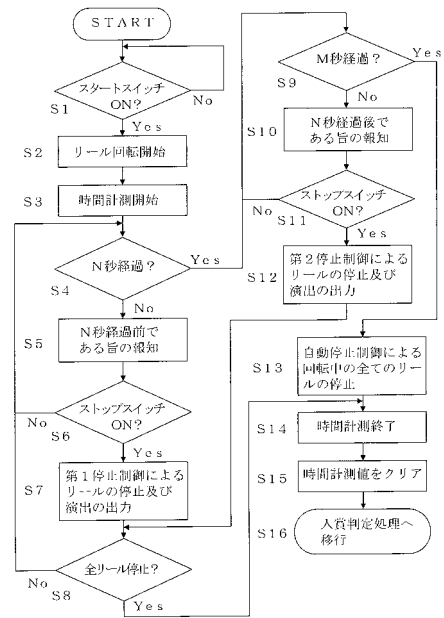 START
スタートスイッチ
ON?
S1
No
Yes
S2
リール回転開始
S3
時間計測開始
N秒経過?
S4
Yes
No
S5
N秒経過前で
ある旨の報知
ストップスイッチ
ON?
No
S6
Yes
S7
第1停止制御による
リールの停止及び
演出の出力
全リール停止?
No
S8
Yes
M秒経過?
Yes
S9
No
S10
N秒経過後で
ある旨の報知
ストップスイッチ
ON?
No
S11
Yes
S12
第2停止制御による
リールの停止及び
演出の出力
S13
自動停止制御による
回転中の全てのリー
ルの停止
S14
時間計測終了
S15
時間計測値をクリア
S16
入賞判定処理へ
移行